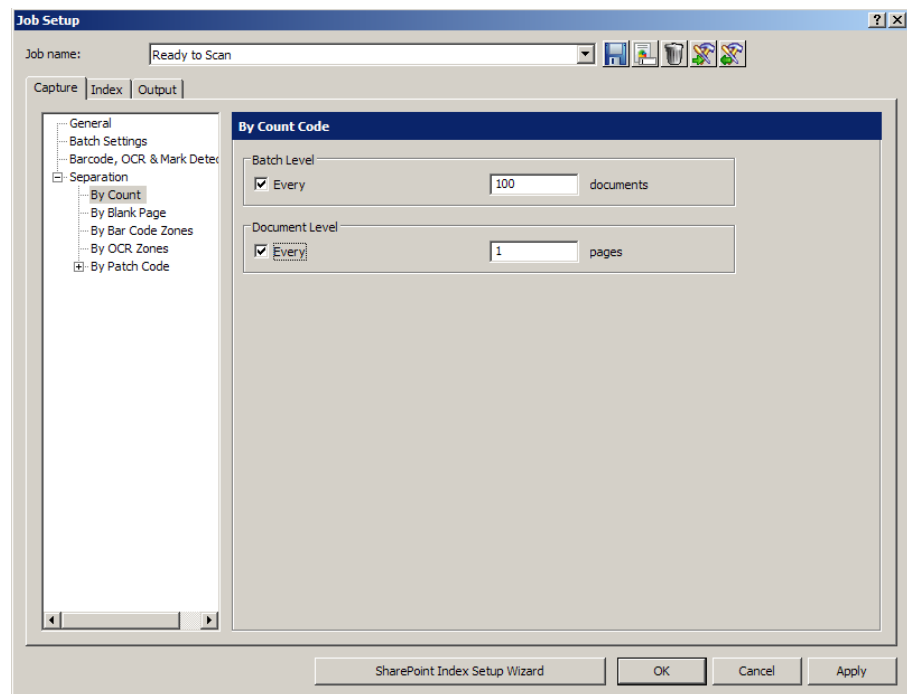 Job Setup
Job name: Ready to Scan
Capture Index Output
General
Batch Settings
Barcode, OCR & Mark Detec
Separation
By Count
By Blank Page
By Bar Code Zones
By OCR Zones
By Patch Code
By Count Code
Batch Level
Every 100 documents
Document Level
Every 1 pages
SharePoint Index Setup Wizard OK Cancel Apply